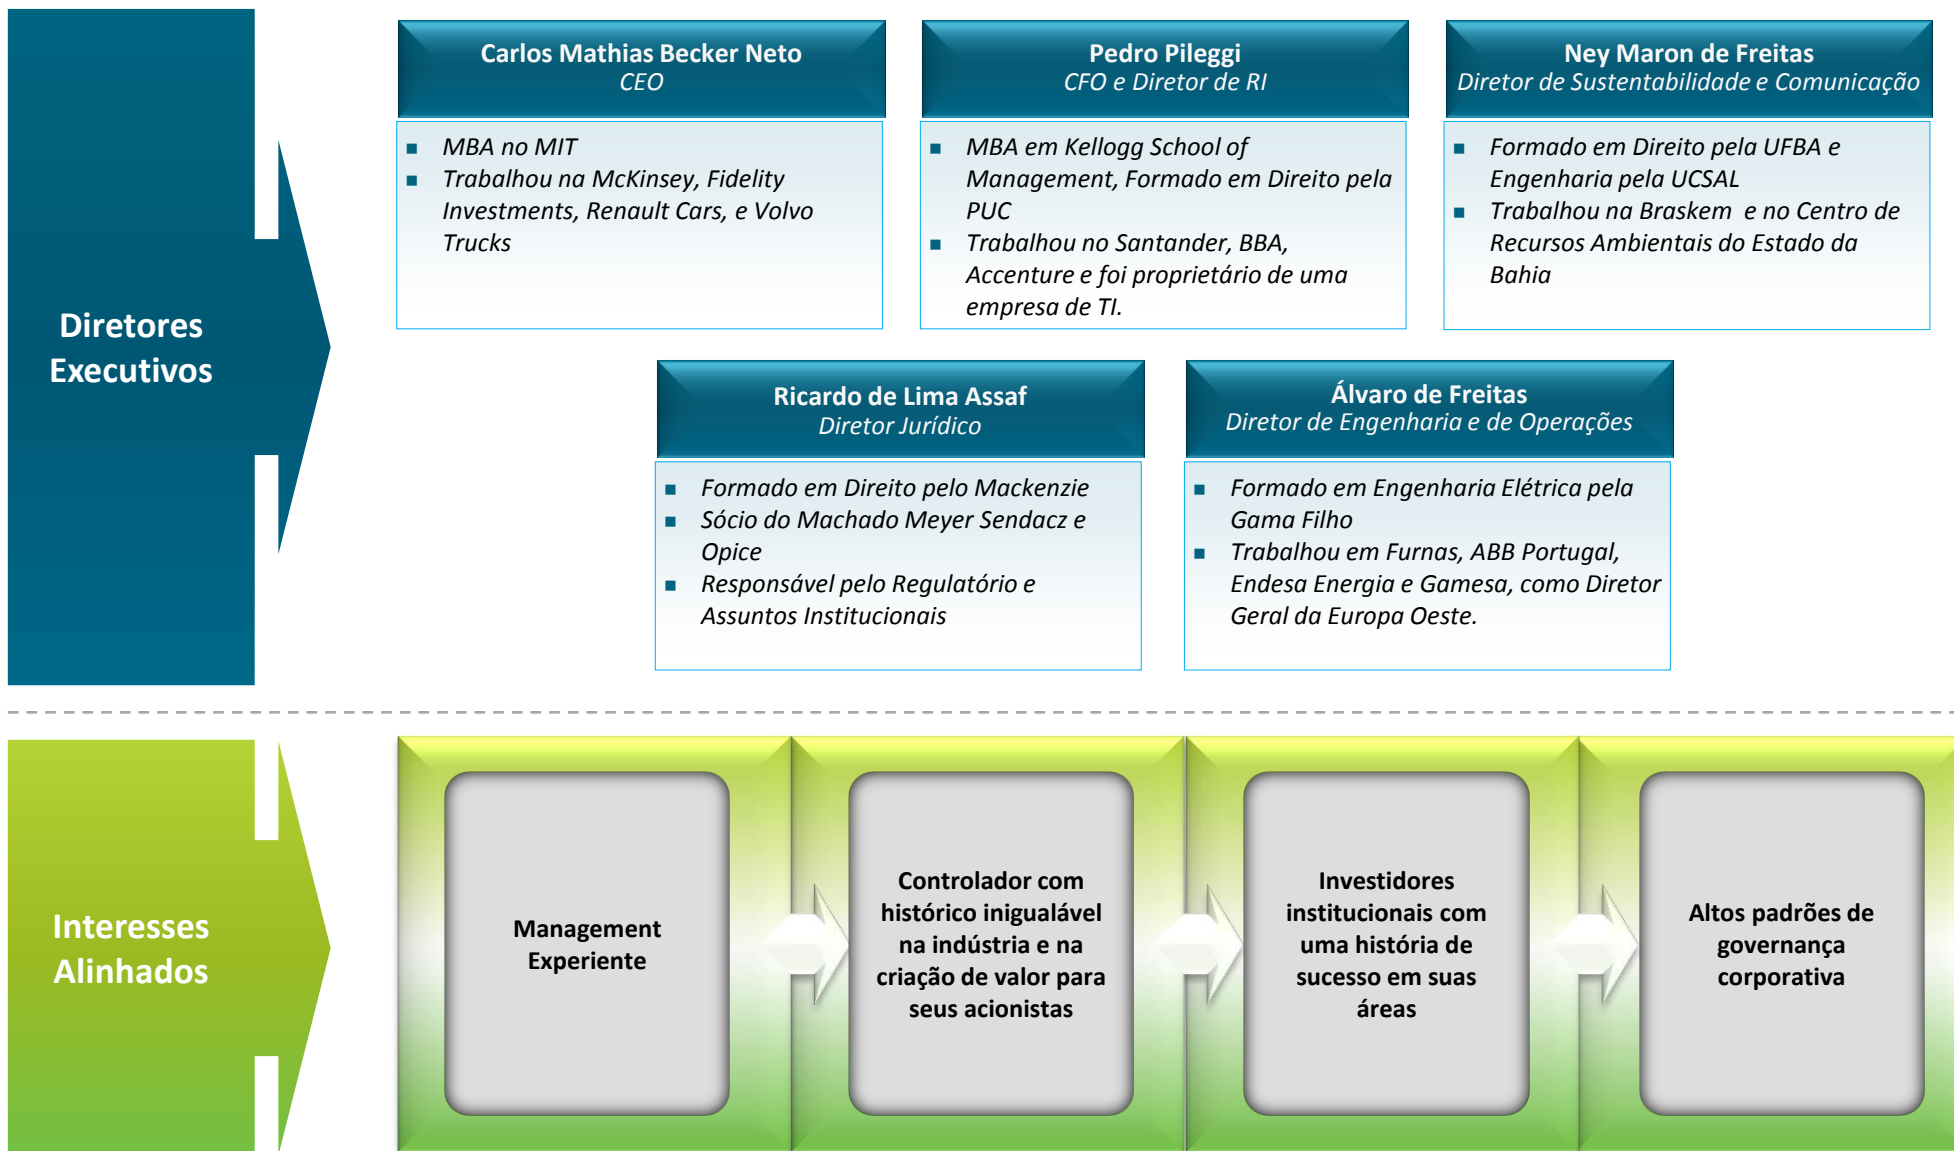 Diretores
Executivos
Carlos Mathias Becker Neto
CEO
MBA no MIT
Trabalhou na McKinsey, Fidelity
Investments, Renault Cars, e Volvo
Trucks
Pedro Pileggi
CFO e Diretor de RI
MBA em Kellogg School of
Management, Formado em Direito pela
PUC
Trabalhou no Santander, BBA,
Accenture e foi proprietário de uma
empresa de TI.
Ney Maron de Freitas
Diretor de Sustentabilidade e Comunicação
Formado em Direito pela UFBA e
Engenharia pela UCSAL
Trabalhou na Braskem e no Centro de
Recursos Ambientais do Estado da
Bahia
Ricardo de Lima Assaf
Diretor Jurídico
Formado em Direito pelo Mackenzie
Sócio do Machado Meyer Sendacz e
Opice
Responsável pelo Regulatório e
Assuntos Institucionais
Álvaro de Freitas
Diretor de Engenharia e de Operações
Formado em Engenharia Elétrica pela
Gama Filho
Trabalhou em Furnas, ABB Portugal,
Endesa Energia e Gamesa, como Diretor
Geral da Europa Oeste.
Interesses
Alinhados
Management
Experiente
Controlador com
histórico inigualável
na indústria e na
criação de valor para
seus acionistas
Investidores
institucionais com
uma história de
sucesso em suas
áreas
Altos padrões de
governança
corporativa